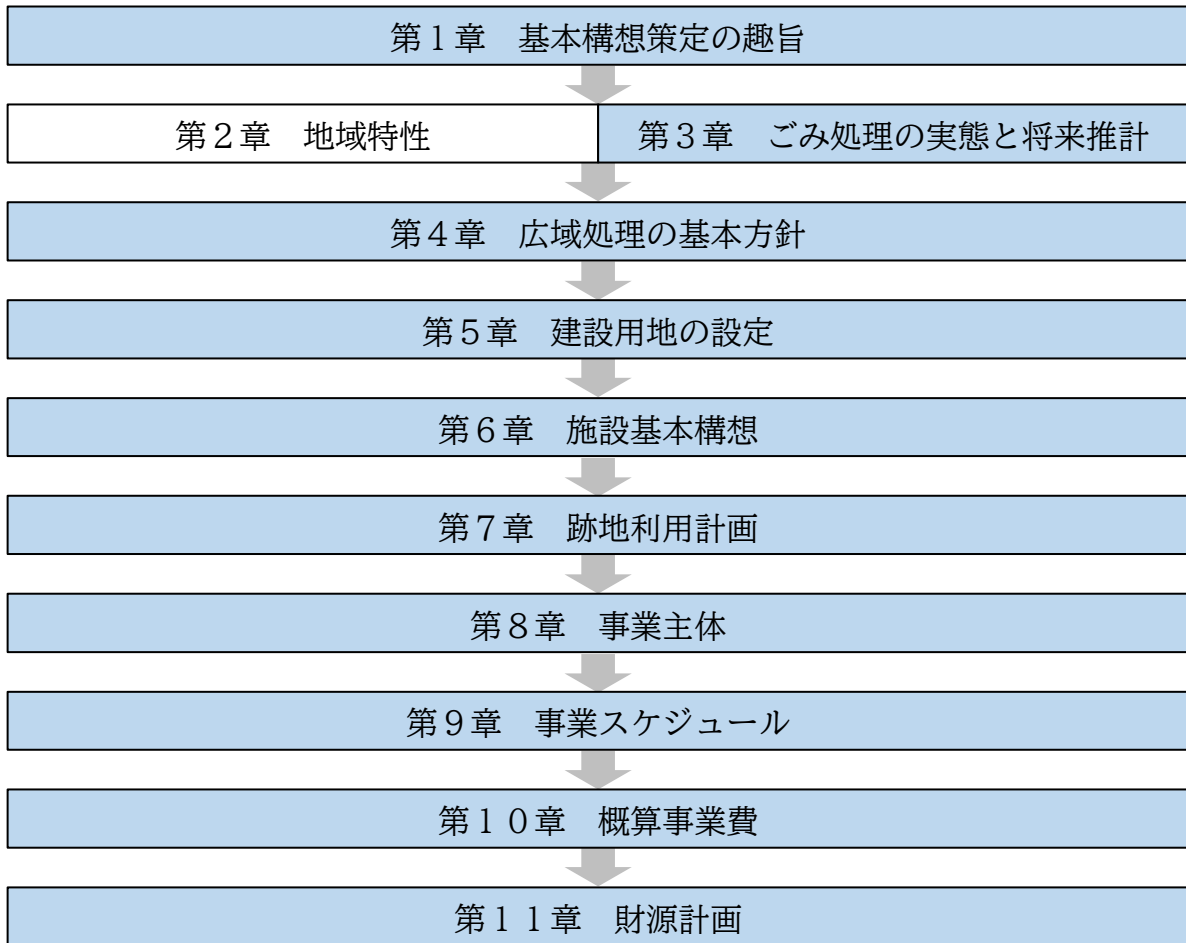 第１章　基本構想策定の趣旨
第２章　地域特性
第３章　ごみ処理の実態と将来推計
第４章　広域処理の基本方針
第５章　建設用地の設定
第６章　施設基本構想
第７章　跡地利用計画
第８章　事業主体
第９章　事業スケジュール
第１０章　概算事業費
第１１章　財源計画